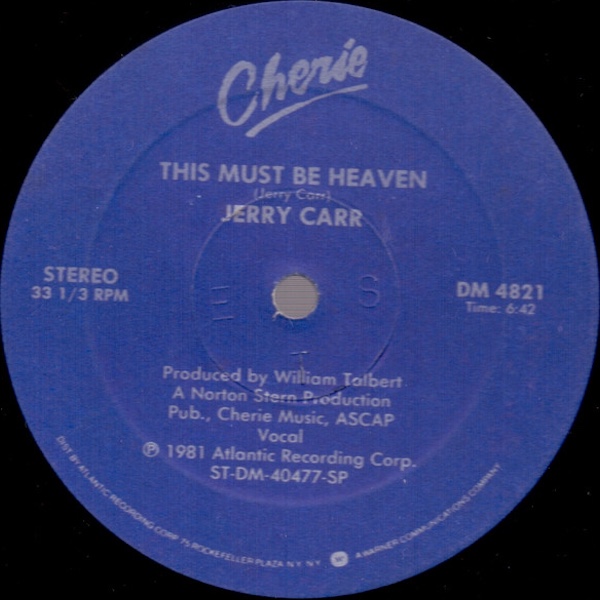 Cherie
THIS MUST BE HEAVEN
(Jerry Carr)
JERRY CARR
STEREO
33 1/3 RPM
DM 4821
Time: 6:42
E S
T
Produced by William Talbert
A Norton Stern Production
Pub., Cherie Music, ASCAP
Vocal
℗ 1981 Atlantic Recording Corp.
ST-DM-40477-SP
DIST. BY ATLANTIC RECORDING CORP. 75 ROCKEFELLER PLAZA N.Y. N.Y. W A WARNER COMMUNICATIONS COMPANY